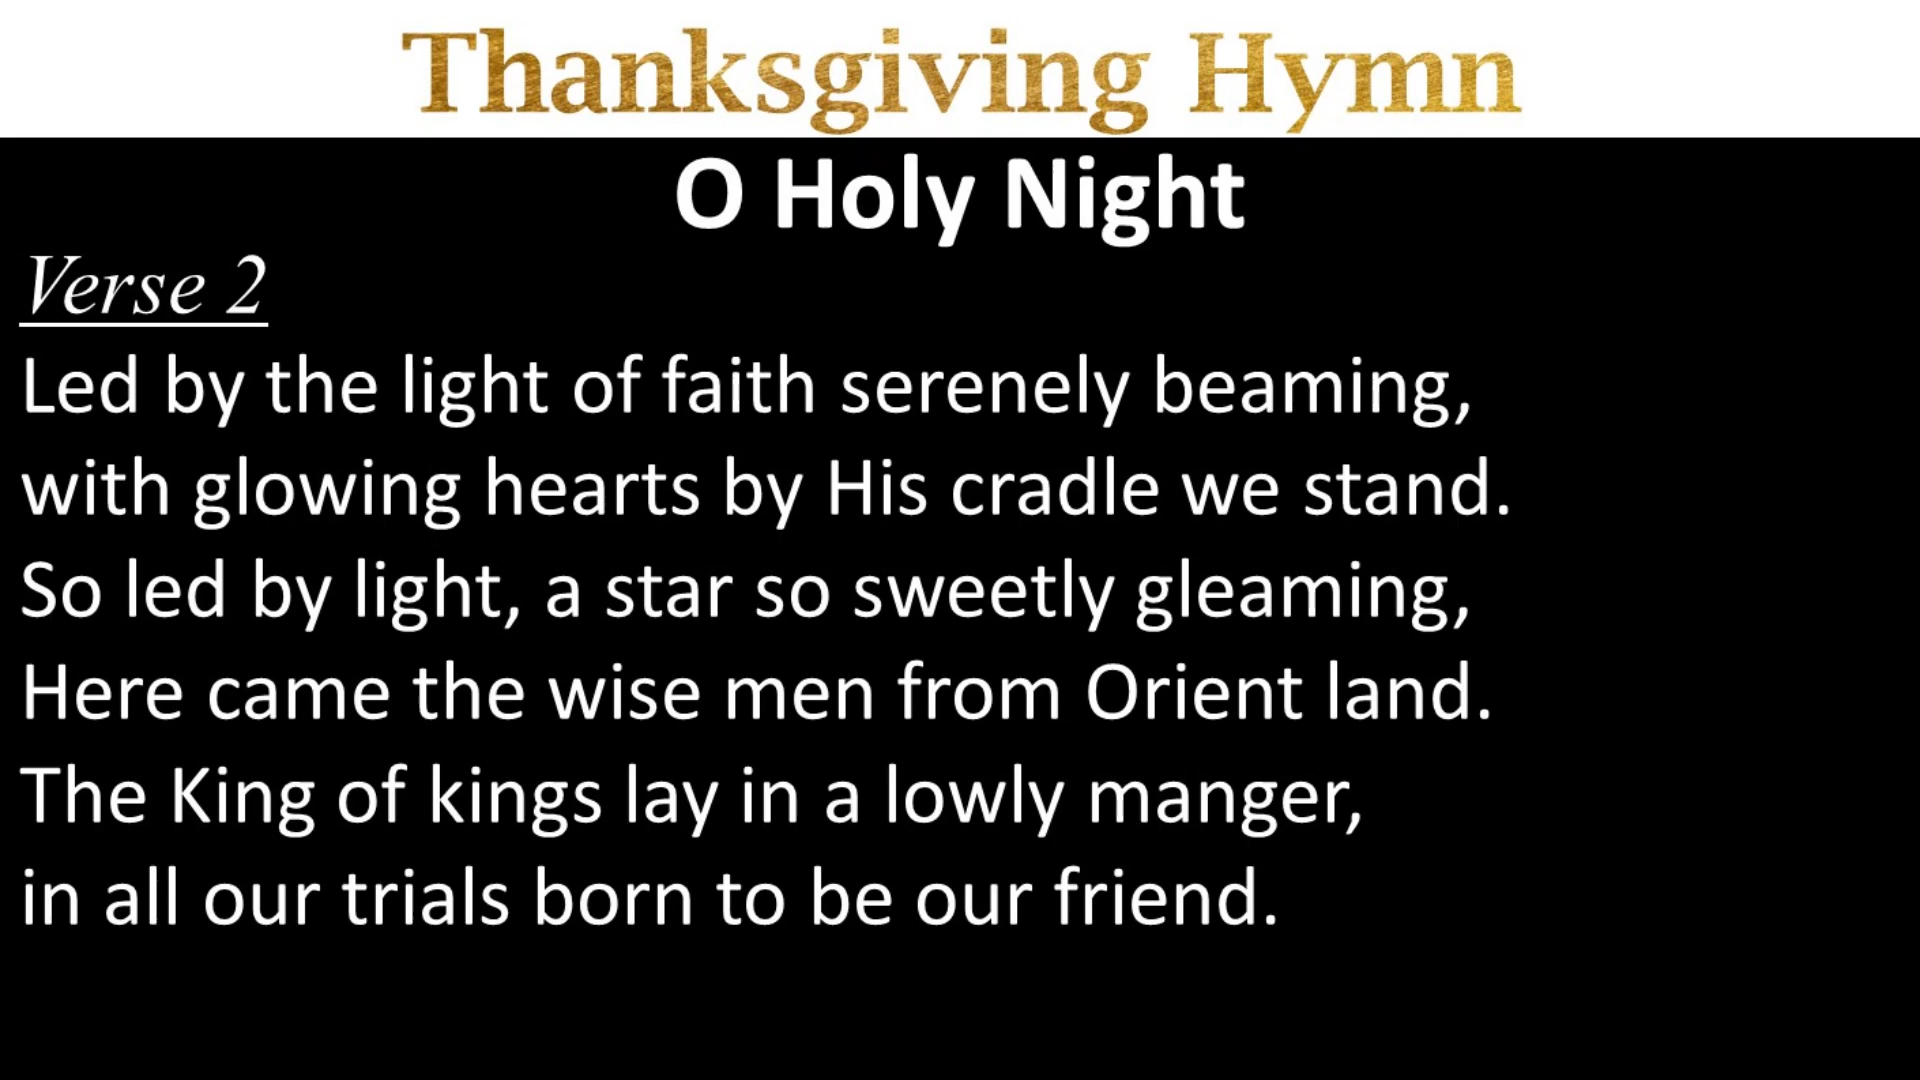 Thanksgiving Hymn
O Holy Night
Verse 2
Led by the light of faith serenely beaming,
with glowing hearts by His cradle we stand.
So led by light, a star so sweetly gleaming,
Here came the wise men from Orient land.
The King of kings lay in a lowly manger,
in all our trials born to be our friend.